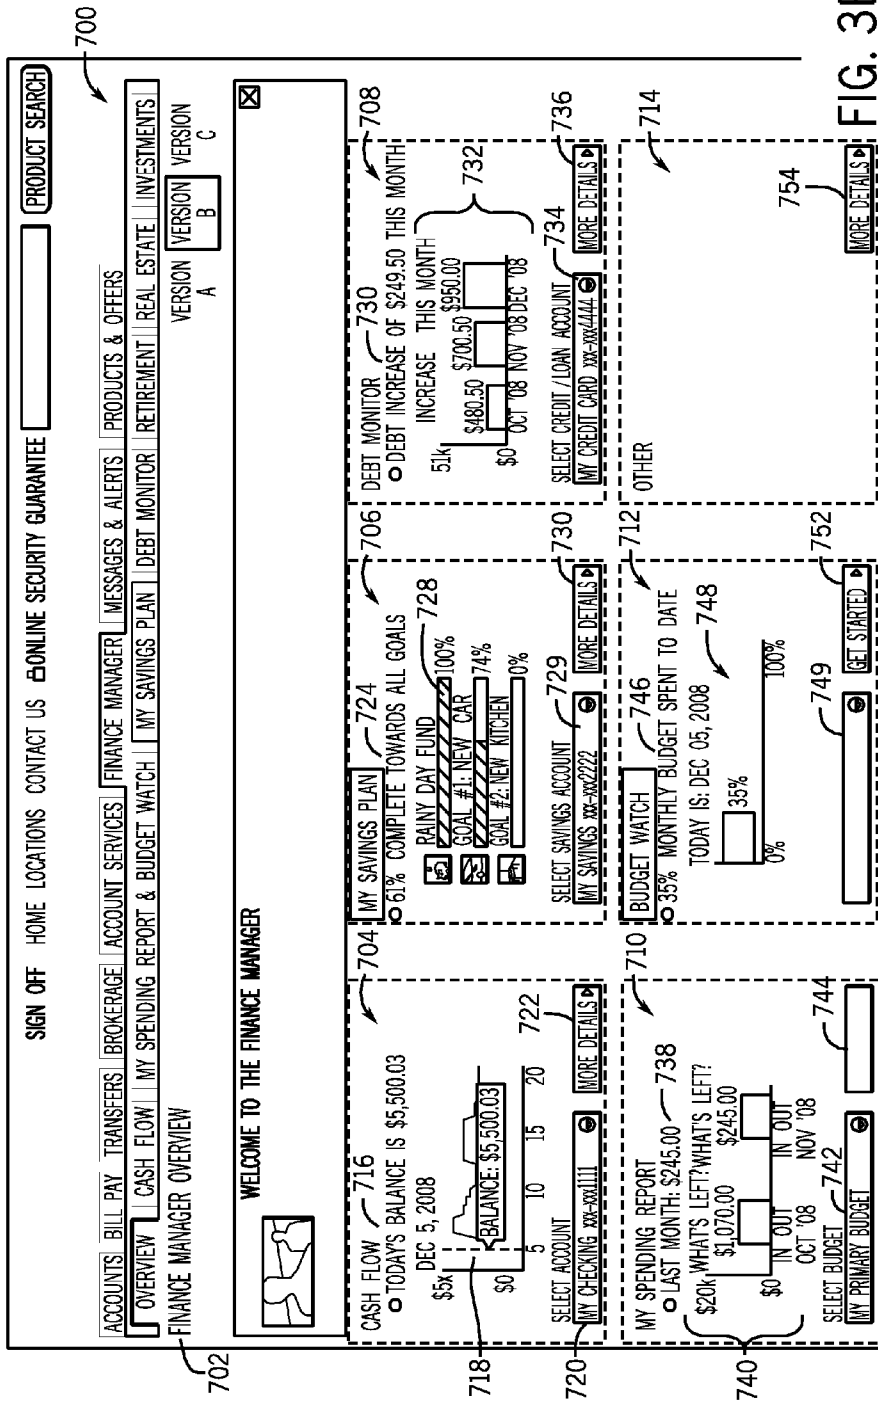 SIGN OFF HOME LOCATIONS CONTACT US ONLINE SECURITY GUARANTEE PRODUCT SEARCH
700
ACCOUNTS BILL PAY TRANSFERS BROKERAGE ACCOUNT SERVICES FINANCE MANAGER MESSAGES & ALERTS PRODUCTS & OFFERS
OVERVIEW CASH FLOW MY SPENDING REPORT & BUDGET WATCH MY SAVINGS PLAN DEBT MONITOR RETIREMENT REAL ESTATE INVESTMENTS
702
FINANCE MANAGER OVERVIEW
VERSION A VERSION B VERSION C
WELCOME TO THE FINANCE MANAGER
704
CASH FLOW 716
TODAY'S BALANCE IS $5,500.03
DEC 5, 2008
$5x
BALANCE: $5,500.03
$0
5 10 15 20
718
722
SELECT ACCOUNT
720
MY CHECKING xxx-xxx1111
MORE DETAILS
706
MY SAVINGS PLAN 724
61% COMPLETE TOWARDS ALL GOALS
728
RAINY DAY FUND 100%
GOAL #1: NEW CAR 74%
GOAL #2: NEW KITCHEN 0%
729
730
SELECT SAVINGS ACCOUNT
MY SAVINGS xxx-xxx2222
MORE DETAILS
708
DEBT MONITOR 730
DEBT INCREASE OF $249.50 THIS MONTH
INCREASE THIS MONTH
732
51k
$480.50 $700.50 $950.00
$0
OCT '08 NOV '08 DEC '08
734
736
SELECT CREDIT/LOAN ACCOUNT
MY CREDIT CARD xxx-xxx4444
MORE DETAILS
710
MY SPENDING REPORT
LAST MONTH: $245.00 738
WHAT'S LEFT? WHAT'S LEFT?
$20k
$1,070.00 $245.00
$0
IN OUT IN OUT
OCT '08 NOV '08
740
SELECT BUDGET 742
744
MY PRIMARY BUDGET
712
BUDGET WATCH 746
35% MONTHLY BUDGET SPENT TO DATE
TODAY IS: DEC 05, 2008
748
35%
0% 100%
749
752
GET STARTED
OTHER
714
754
MORE DETAILS